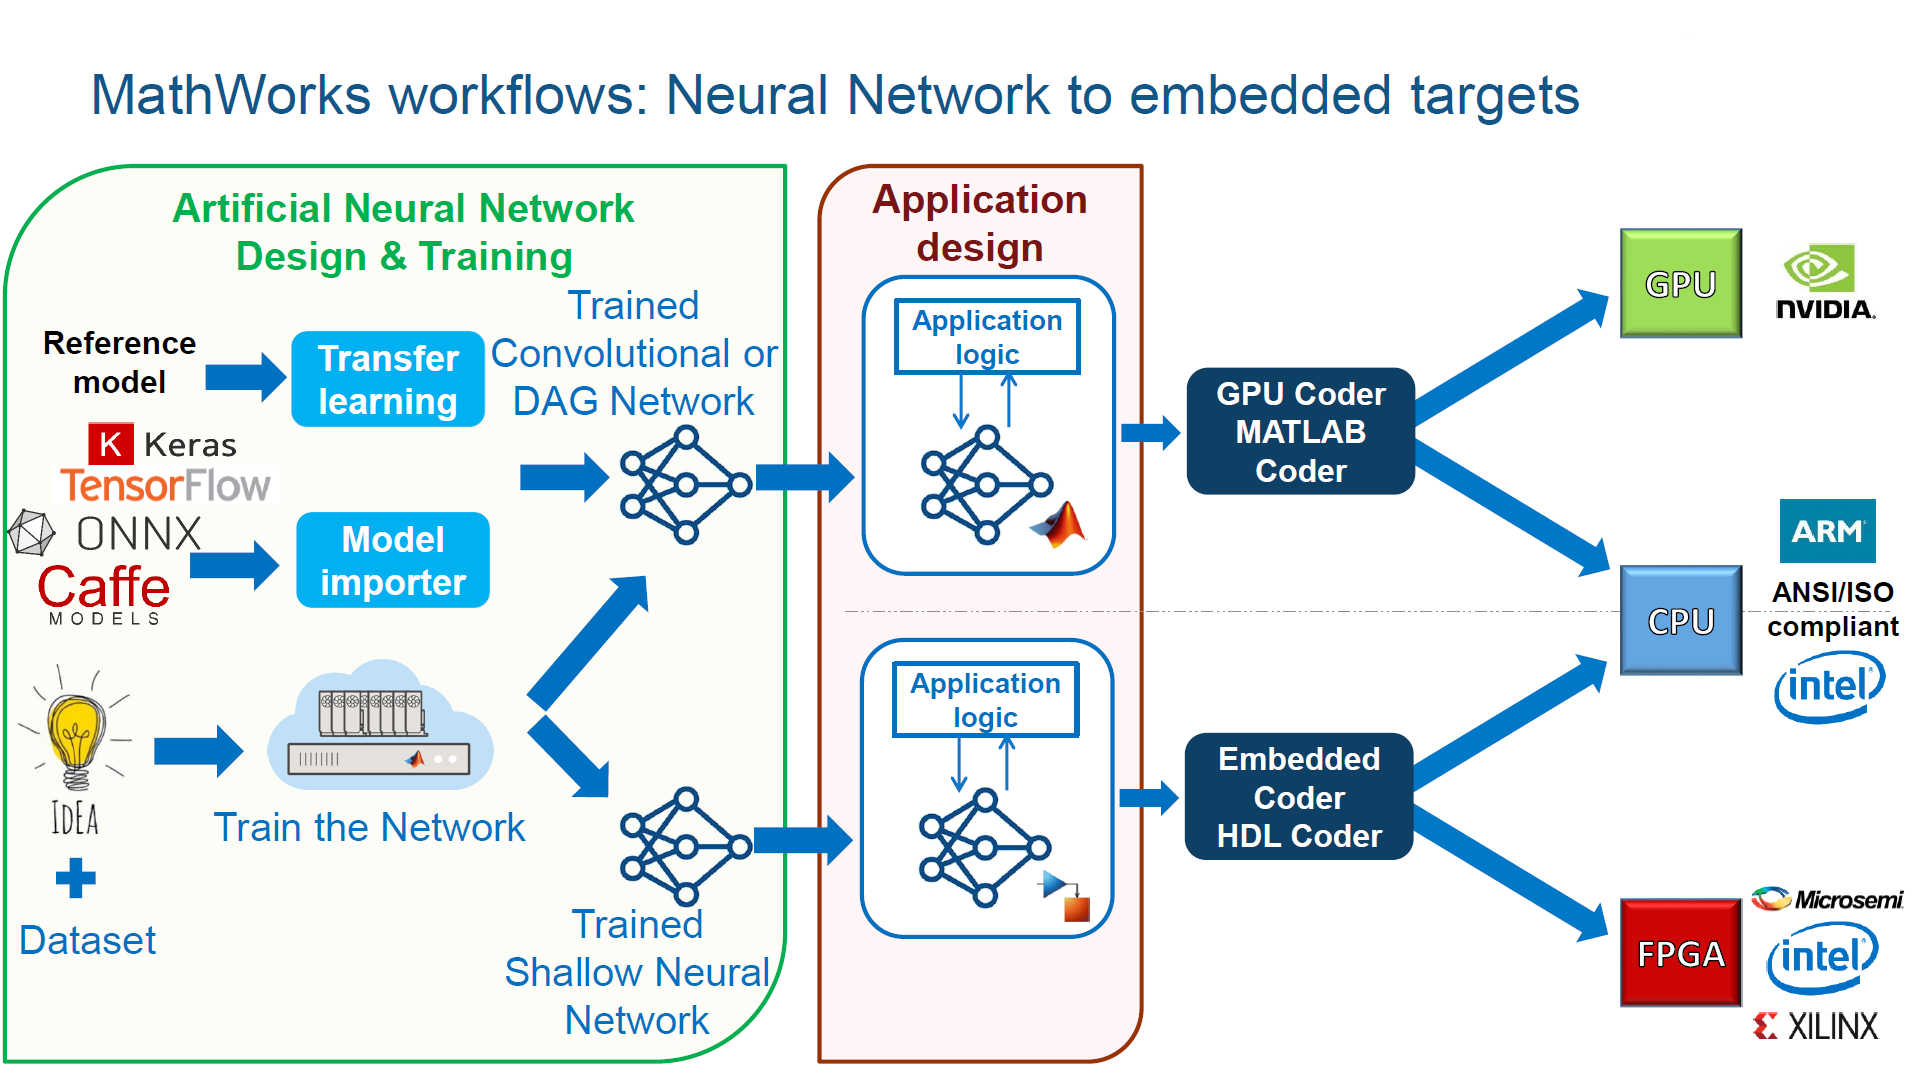 MathWorks workflows: Neural Network to embedded targets
Artificial Neural Network
Design & Training
Reference
model
Transfer
learning
K Keras
TensorFlow
ONNX
Caffe
MODELS
Model
importer
Trained
Convolutional or
DAG Network
IDEA
Dataset
Train the Network
Trained
Shallow Neural
Network
Application
design
Application
logic
Application
logic
GPU Coder
MATLAB
Coder
Embedded
Coder
HDL Coder
GPU
NVIDIA.
CPU
ARM®
ANSI/ISO
compliant
intel®
FPGA
Microsemi.
intel®
XILINX